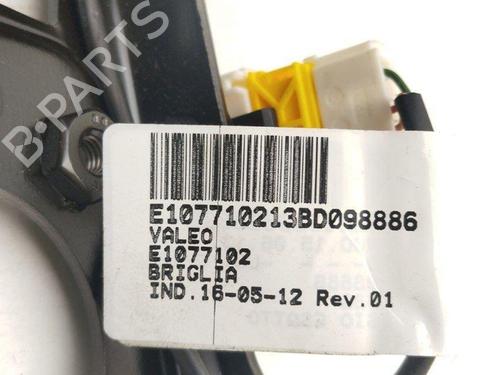 B-PARTS
E107710213BD098886
VALEO
E1077102
BRIGLIA
IND.16-05-12 Rev.01